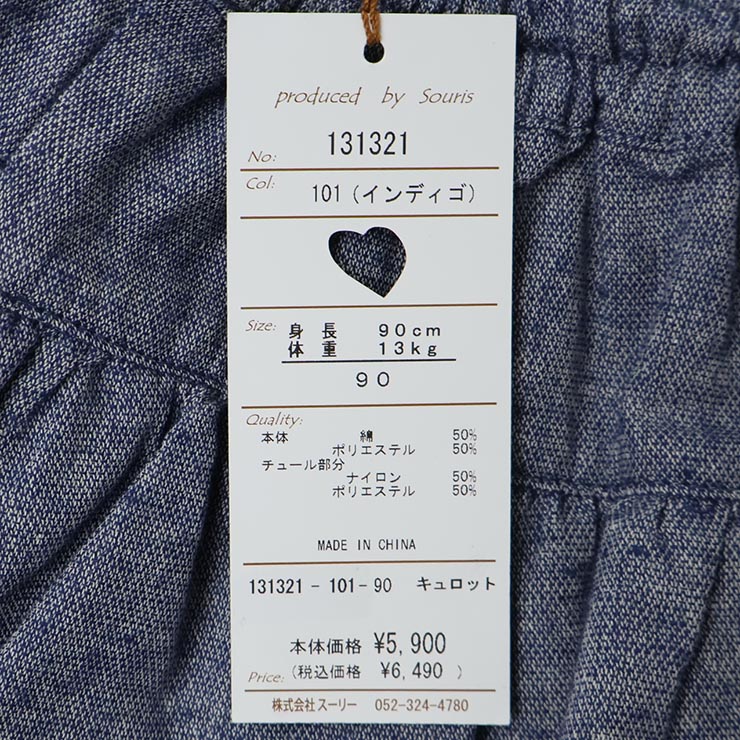 produced by Souris
No: 131321
Col: 101 (インディゴ)
Size: 身長 90cm
体重 13kg
90
Quality:
本体 綿 50%
ポリエステル 50%
チュール部分
ナイロン 50%
ポリエステル 50%
MADE IN CHINA
131321-101-90 キュロット
本体価格 ¥5,900
Price: (税込価格 ¥6,490 )
株式会社スーリー 052-324-4780